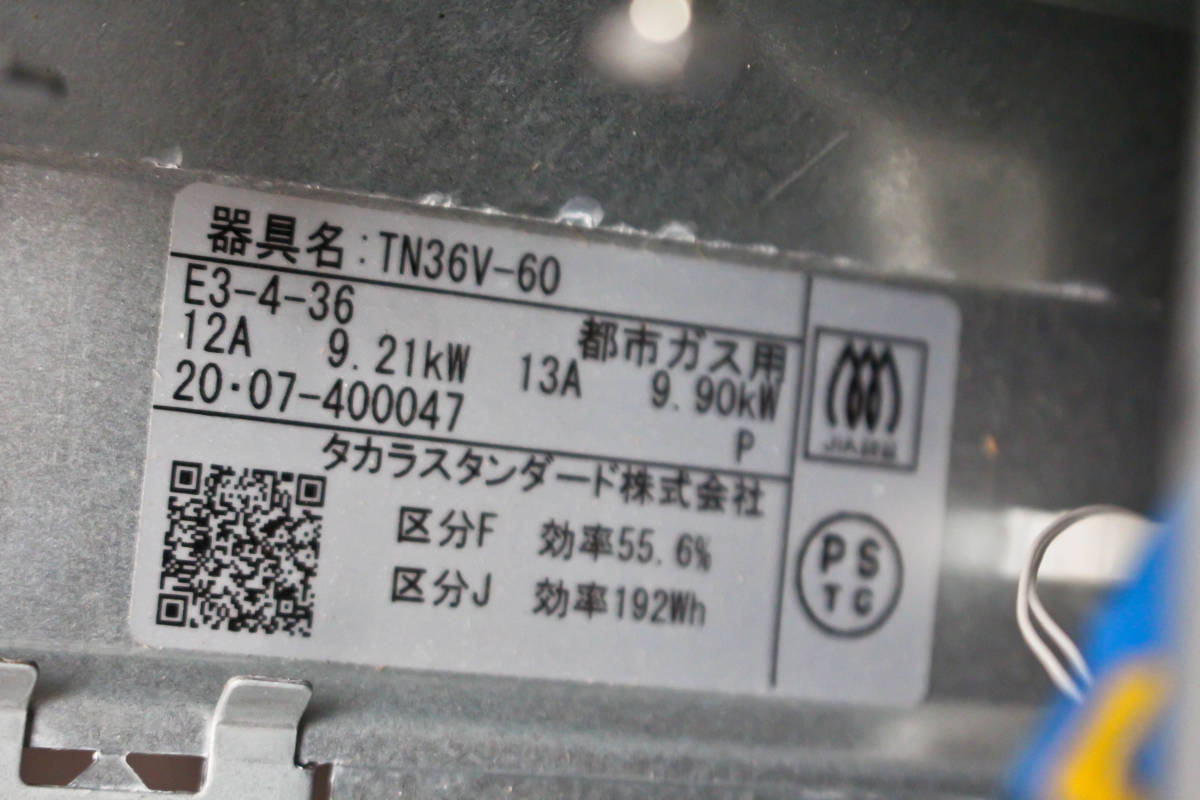 器具名:TN36V-60
E3-4-36
都市ガス用
12A 9.21kW 13A 9.90kW
20・07-400047 P
タカラスタンダード株式会社
区分F 効率55.6%
区分J 効率192Wh
JIA
PS
TG